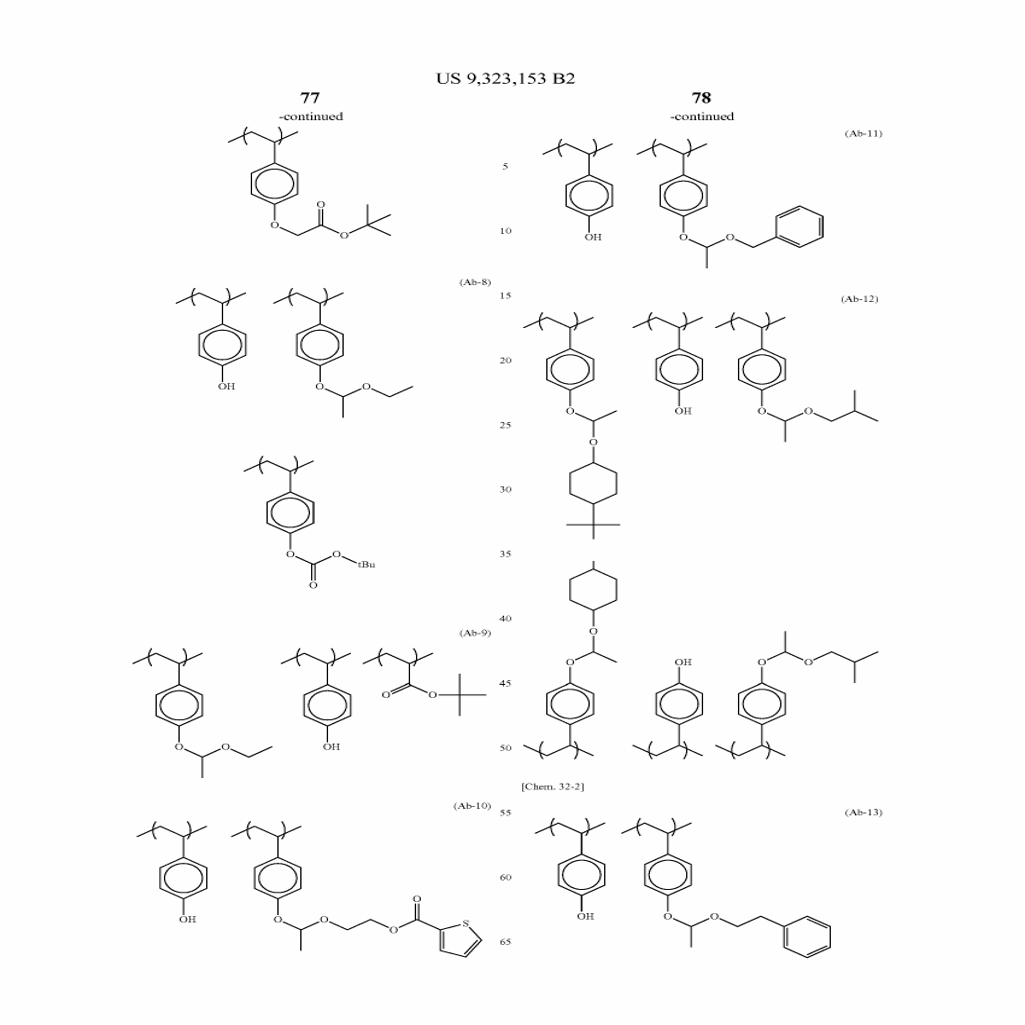 US 9,323,153 B2
77
-continued
O
O
O
(Ab-8)
OH
O
O
O
O
tBu
O
(Ab-9)
O
O
OH
O
O
(Ab-10)
OH
O
O
O
O
S
5
10
15
20
25
30
35
40
45
50
55
60
65
78
-continued
(Ab-11)
OH
O
O
(Ab-12)
O
O
OH
O
O
O
O
OH
O
O
[Chem. 32-2]
(Ab-13)
OH
O
O